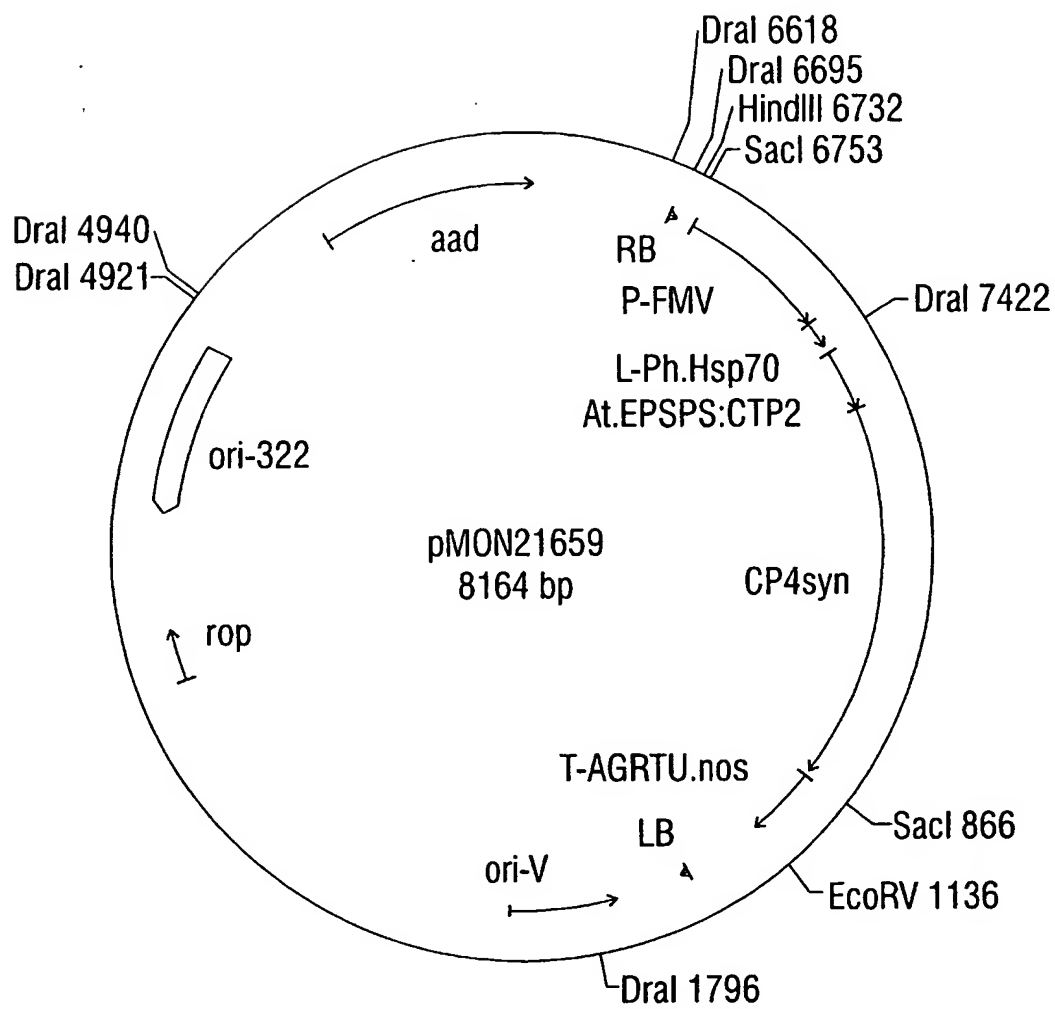 DraI 6618
DraI 6695
HindIII 6732
SacI 6753
DraI 4940
DraI 4921
aad
RB
P-FMV
DraI 7422
L-Ph.Hsp70
At.EPSPS:CTP2
ori-322
pMON21659
8164 bp
CP4syn
rop
T-AGRTU.nos
LB
SacI 866
ori-V
EcoRV 1136
DraI 1796